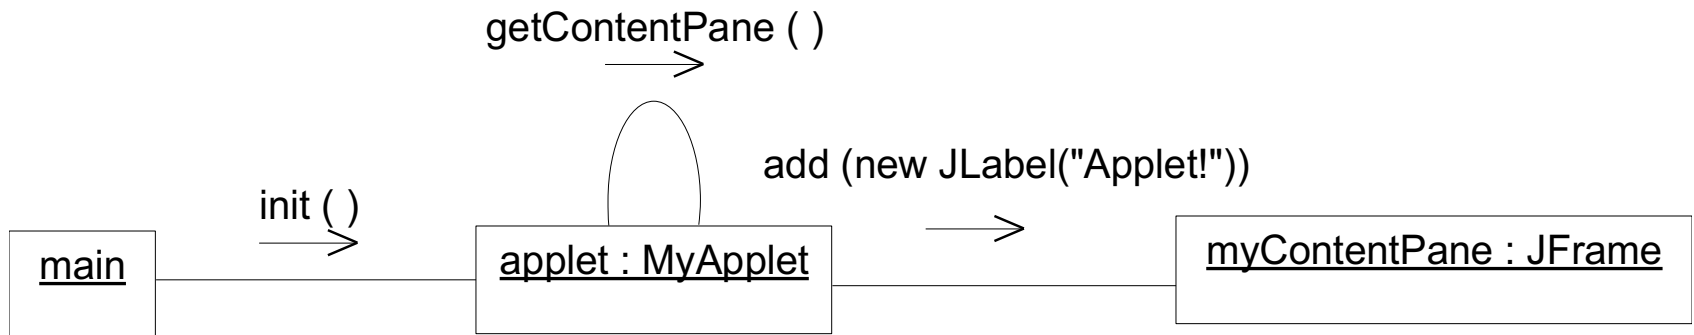 getContentPane ( )
add (new JLabel("Applet!"))
init ( )
main
applet : MyApplet
myContentPane : JFrame